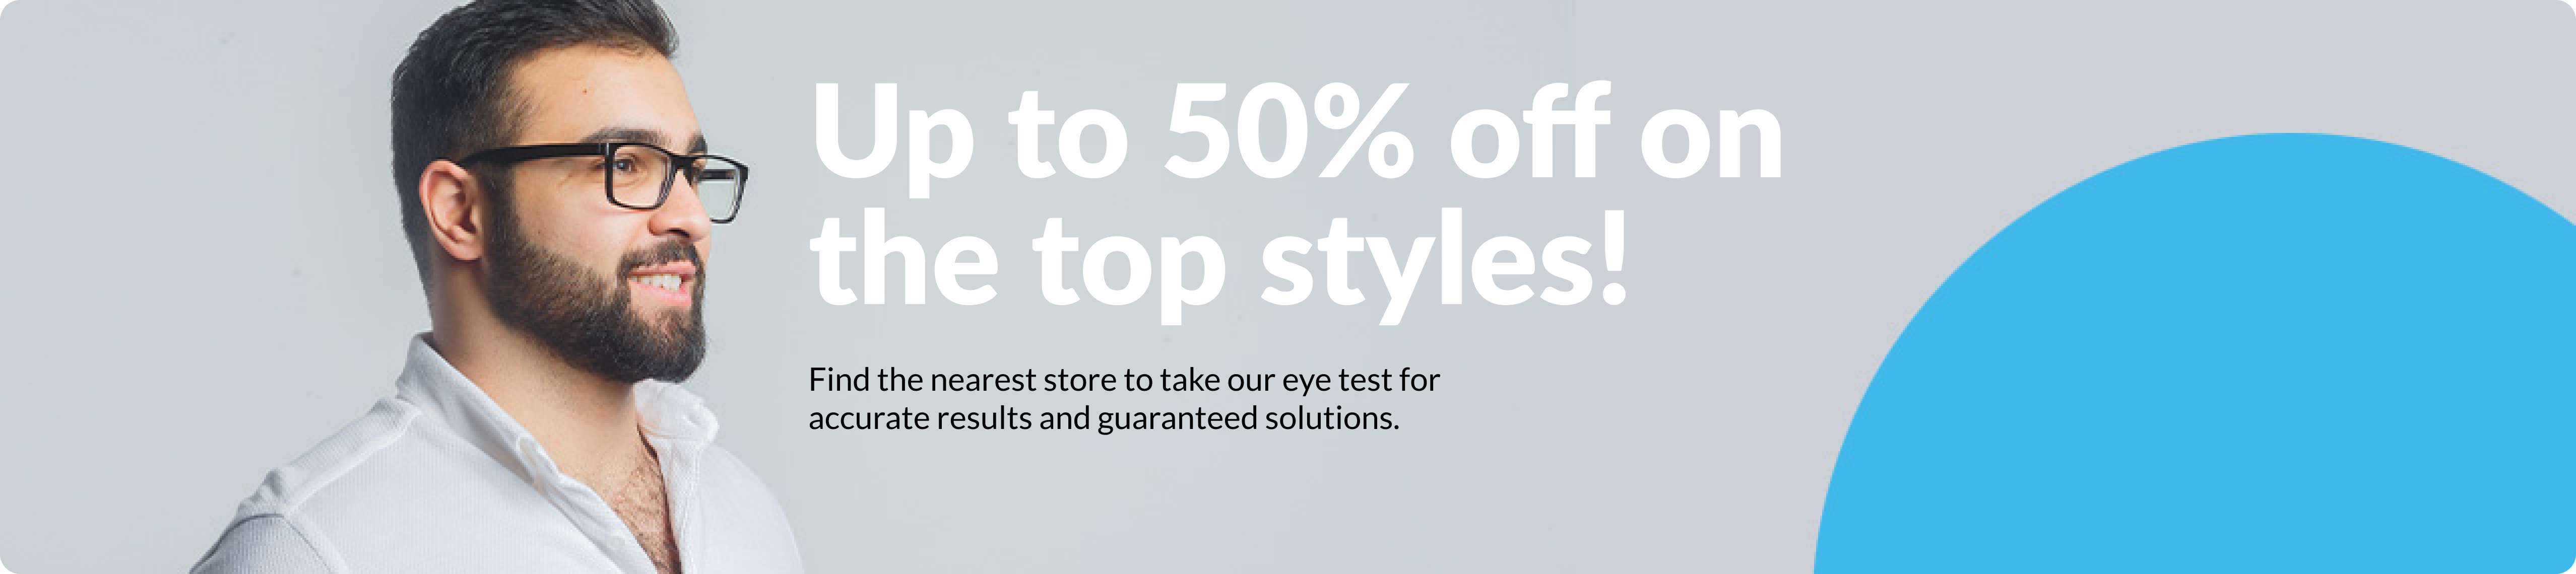 Up to 50% off on
the top styles!
Find the nearest store to take our eye test for
accurate results and guaranteed solutions.